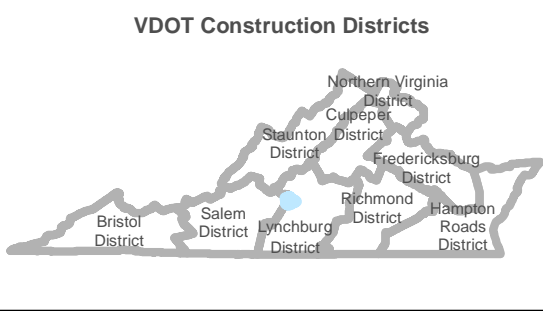 VDOT Construction Districts
Northern Virginia
District
Culpeper
District
Staunton
District
Fredericksburg
District
Richmond
District
Hampton
Roads
District
Salem
District
Lynchburg
District
Bristol
District